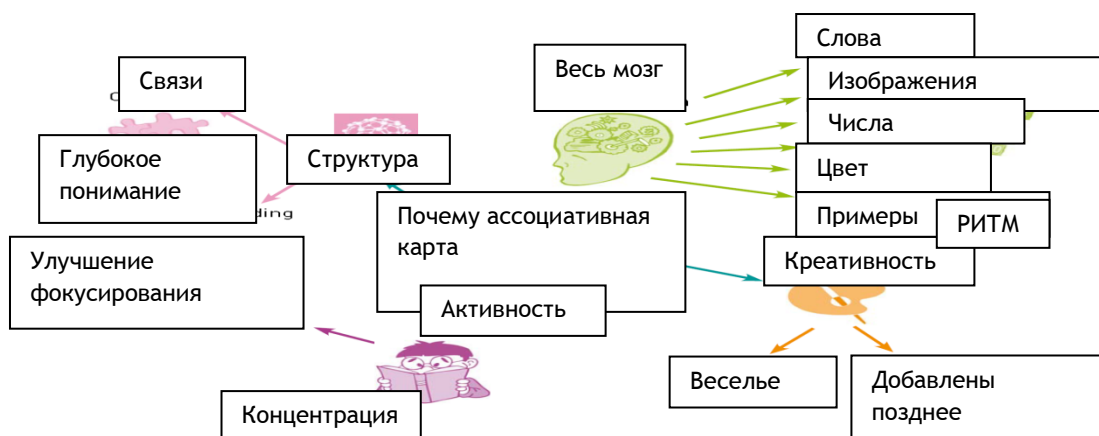 Слова
Весь мозг
Изображения
Связи
Числа
Глубокое
понимание
Структура
Цвет
ding
Почему ассоциативная
карта
Примеры
РИТМ
Улучшение
фокусирования
Креативность
Активность
Веселье
Добавлены
позднее
Концентрация